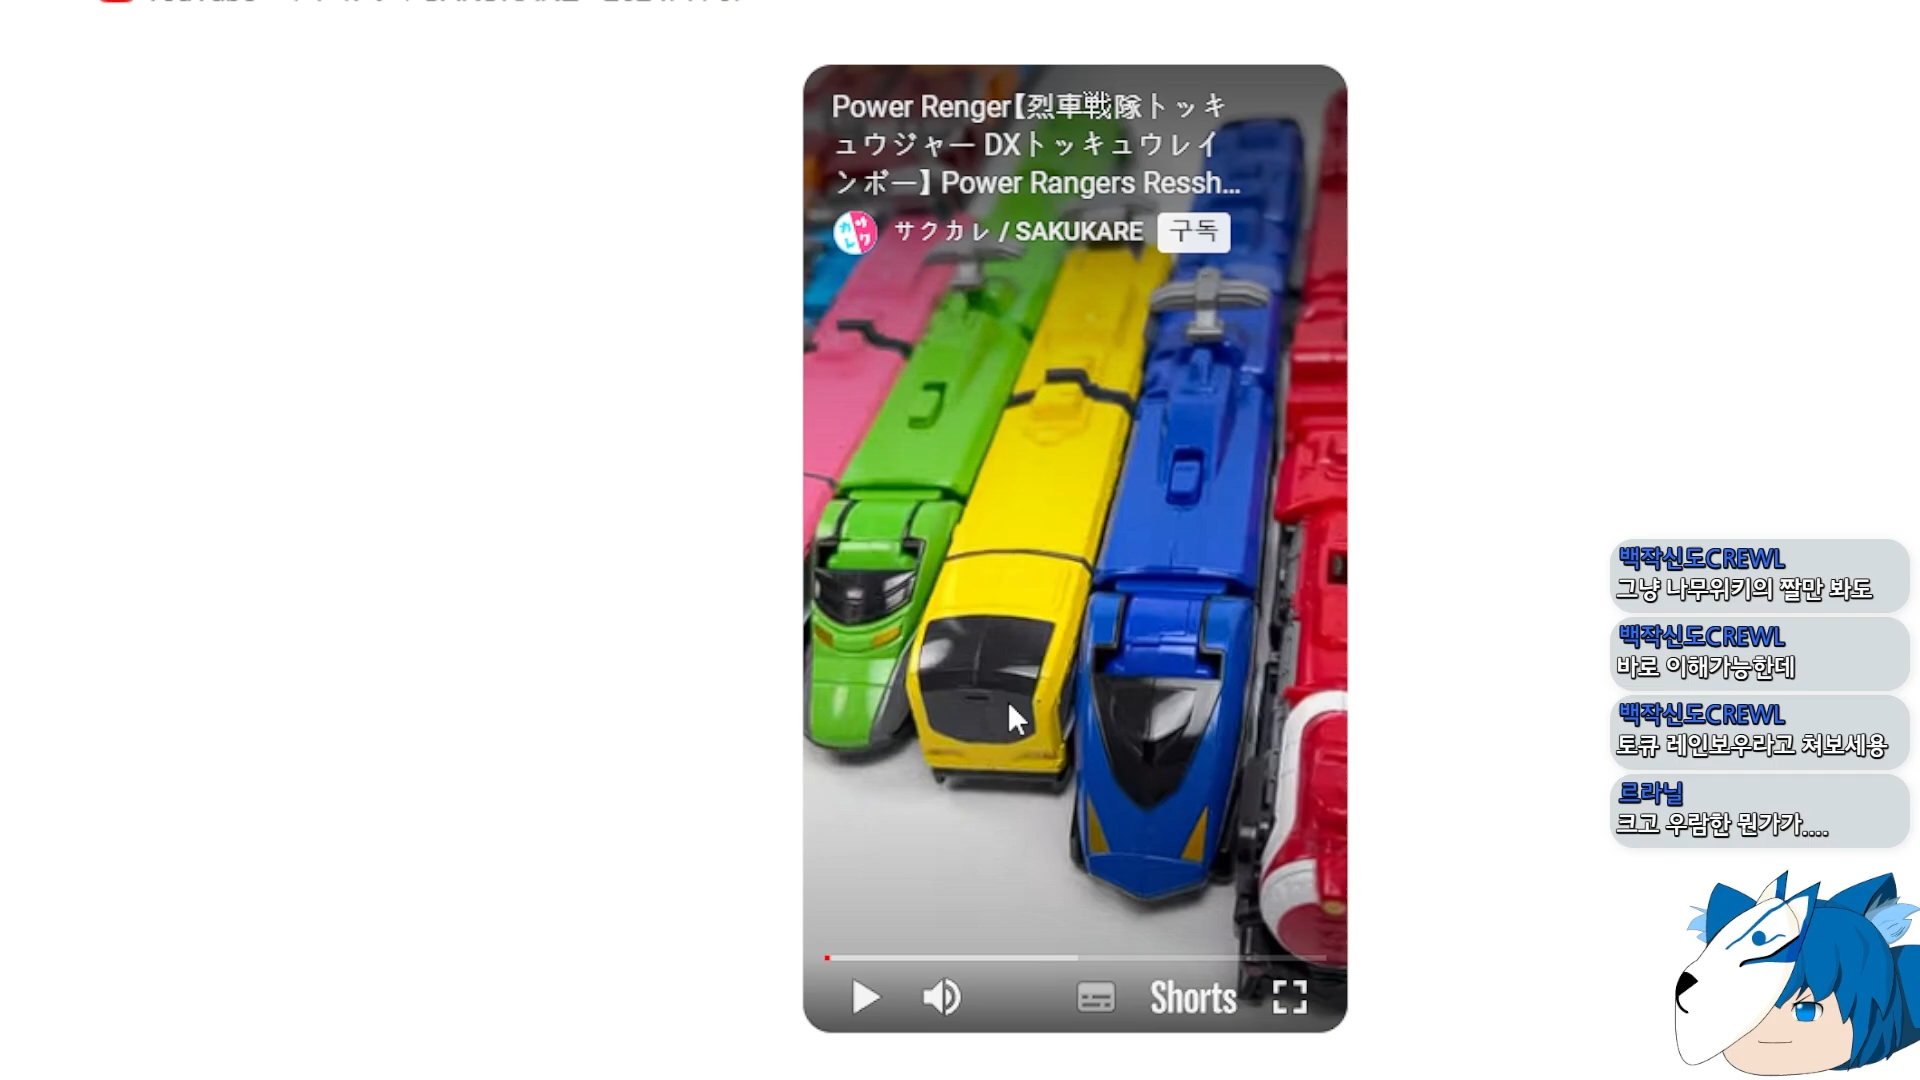 Power Renger【烈車戦隊トッキ
ュウジャー DXトッキュウレイ
ンボー】Power Rangers Ressh...
サクカレ / SAKUKARE 구독
Shorts
백작신도CREWL
그냥 나무위키의 짤만 봐도
백작신도CREWL
바로 이해가능한데
백작신도CREWL
토큐 레인보우라고 쳐보세용
르라닐
크고 우람한 뭔가가....